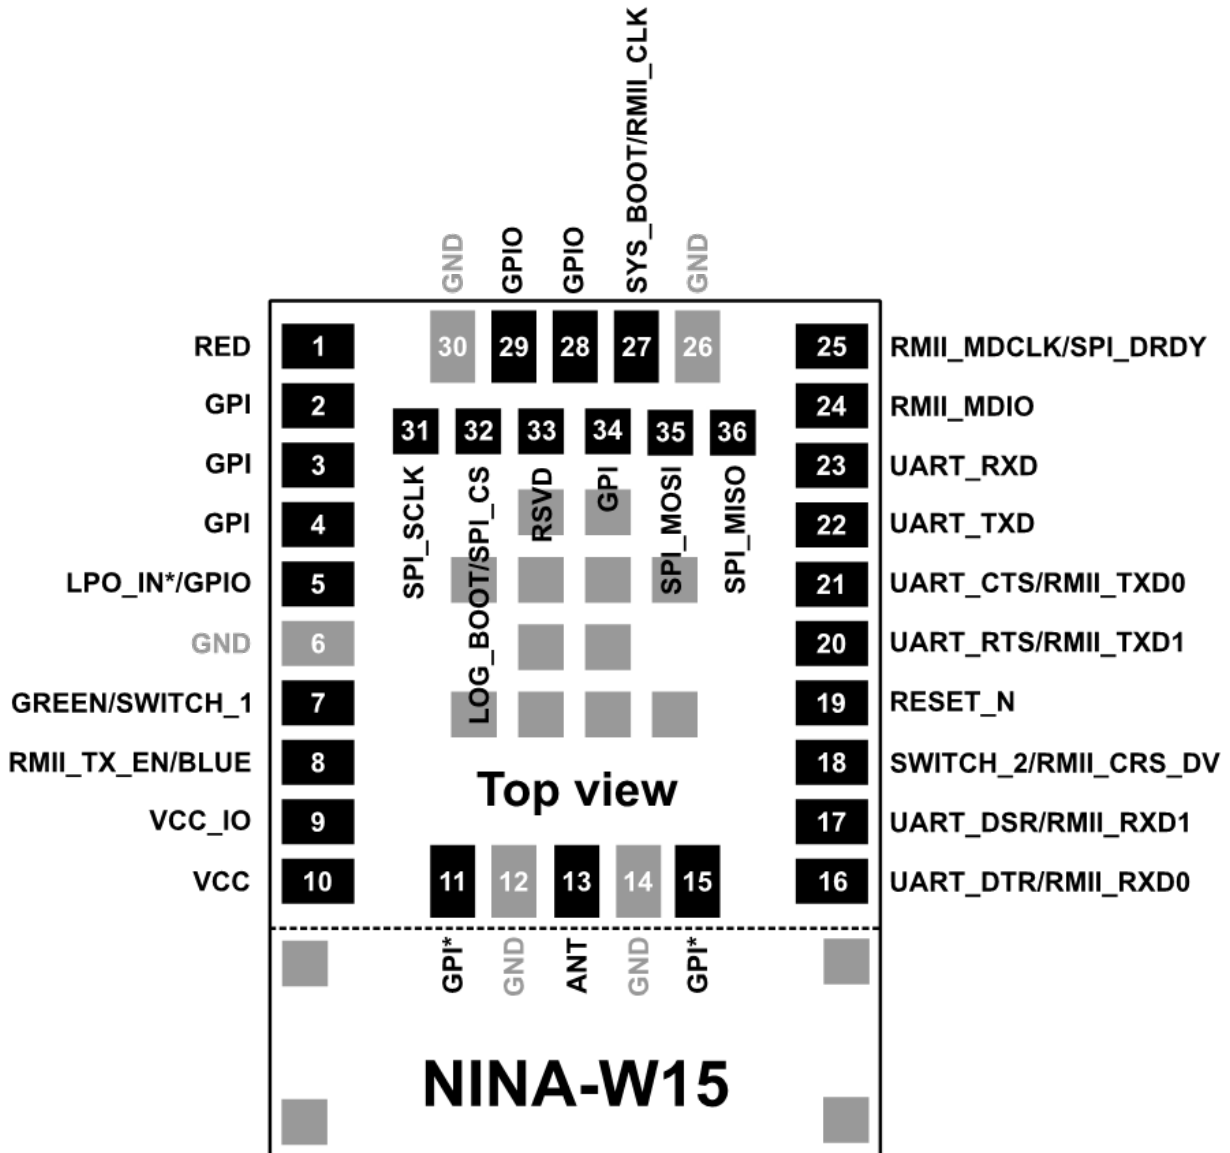 SYS_BOOT/RMII_CLK
GND
GPIO
GPIO
GND
30
29
28
27
26
RED 1
GPI 2
GPI 3
GPI 4
LPO_IN*/GPIO 5
GND 6
GREEN/SWITCH_1 7
RMII_TX_EN/BLUE 8
VCC_IO 9
VCC 10
31
32
33
34
35
36
SPI_SCLK
LOG_BOOT/SPI_CS
RSVD
GPI
SPI_MOSI
SPI_MISO
25 RMII_MDCLK/SPI_DRDY
24 RMII_MDIO
23 UART_RXD
22 UART_TXD
21 UART_CTS/RMII_TXD0
20 UART_RTS/RMII_TXD1
19 RESET_N
18 SWITCH_2/RMII_CRS_DV
17 UART_DSR/RMII_RXD1
16 UART_DTR/RMII_RXD0
Top view
11
12
13
14
15
GPI*
GND
ANT
GND
GPI*
NINA-W15